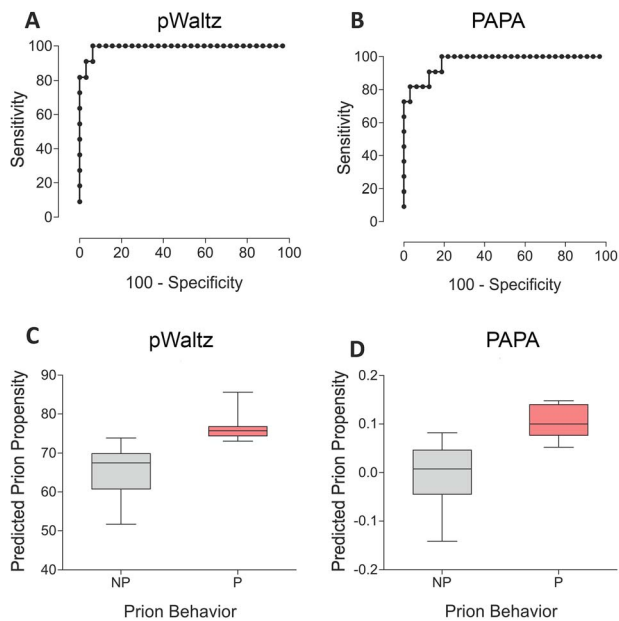 A
pWaltz
100
80
60
40
20
0
Sensitivity
0 20 40 60 80 100
100 - Specificity
B
PAPA
100
80
60
40
20
0
Sensitivity
0 20 40 60 80 100
100 - Specificity
C
pWaltz
90
80
70
60
50
40
Predicted Prion Propensity
NP P
Prion Behavior
D
PAPA
0.2
0.1
0.0
-0.1
-0.2
Predicted Prion Propensity
NP P
Prion Behavior